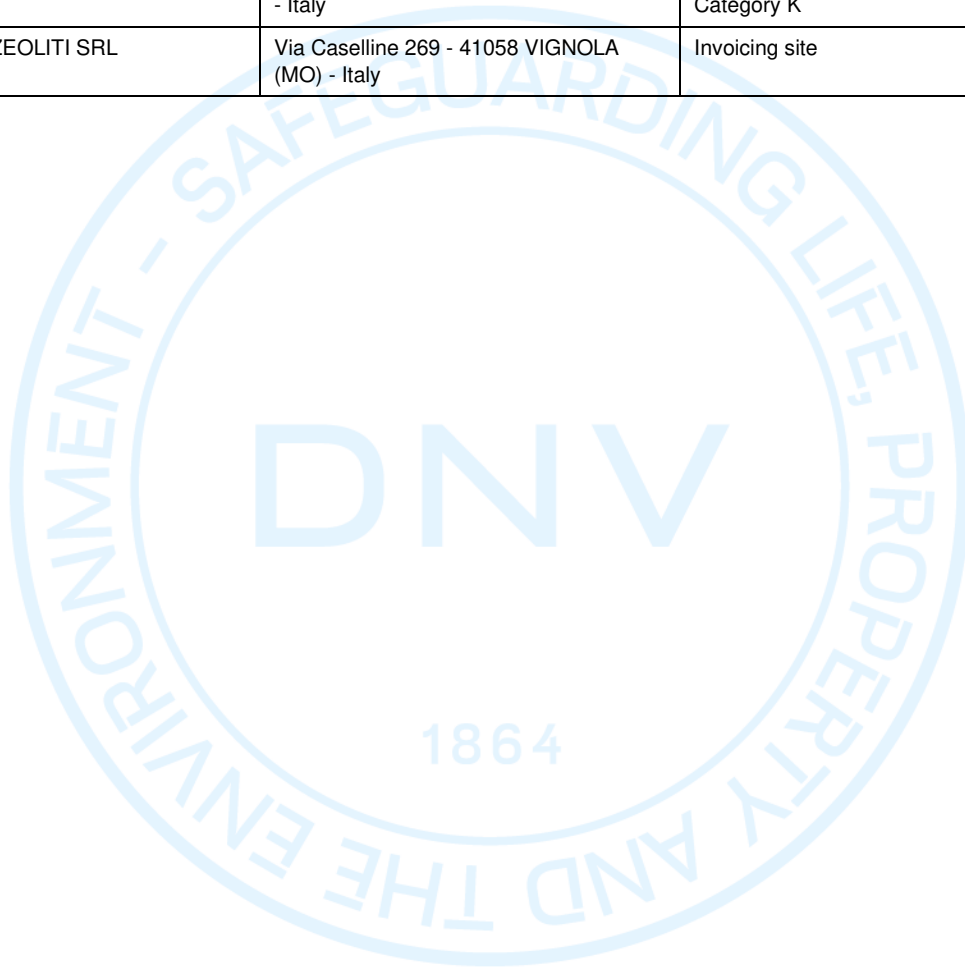 - Italy
Category K
ZEOLITI SRL
Via Caselline 269 - 41058 VIGNOLA
(MO) - Italy
Invoicing site
SAFEGUARDING LIFE, PROPERTY AND THE ENVIRONMENT -
DNV
1864